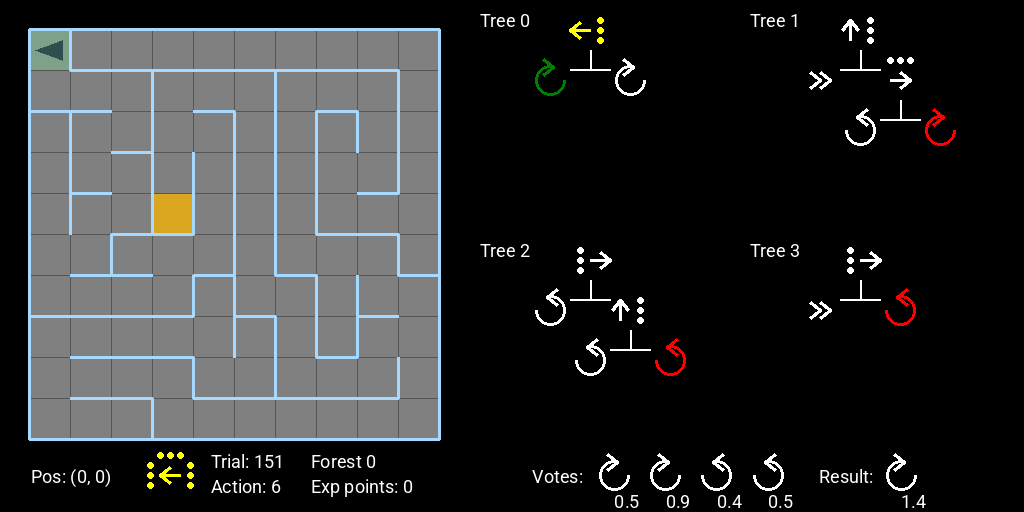 Tree 0
Tree 1
Tree 2
Tree 3
Pos: (0, 0)
Trial: 151
Forest 0
Action: 6
Exp points: 0
Votes:
0.5
0.9
0.4
0.5
Result:
1.4